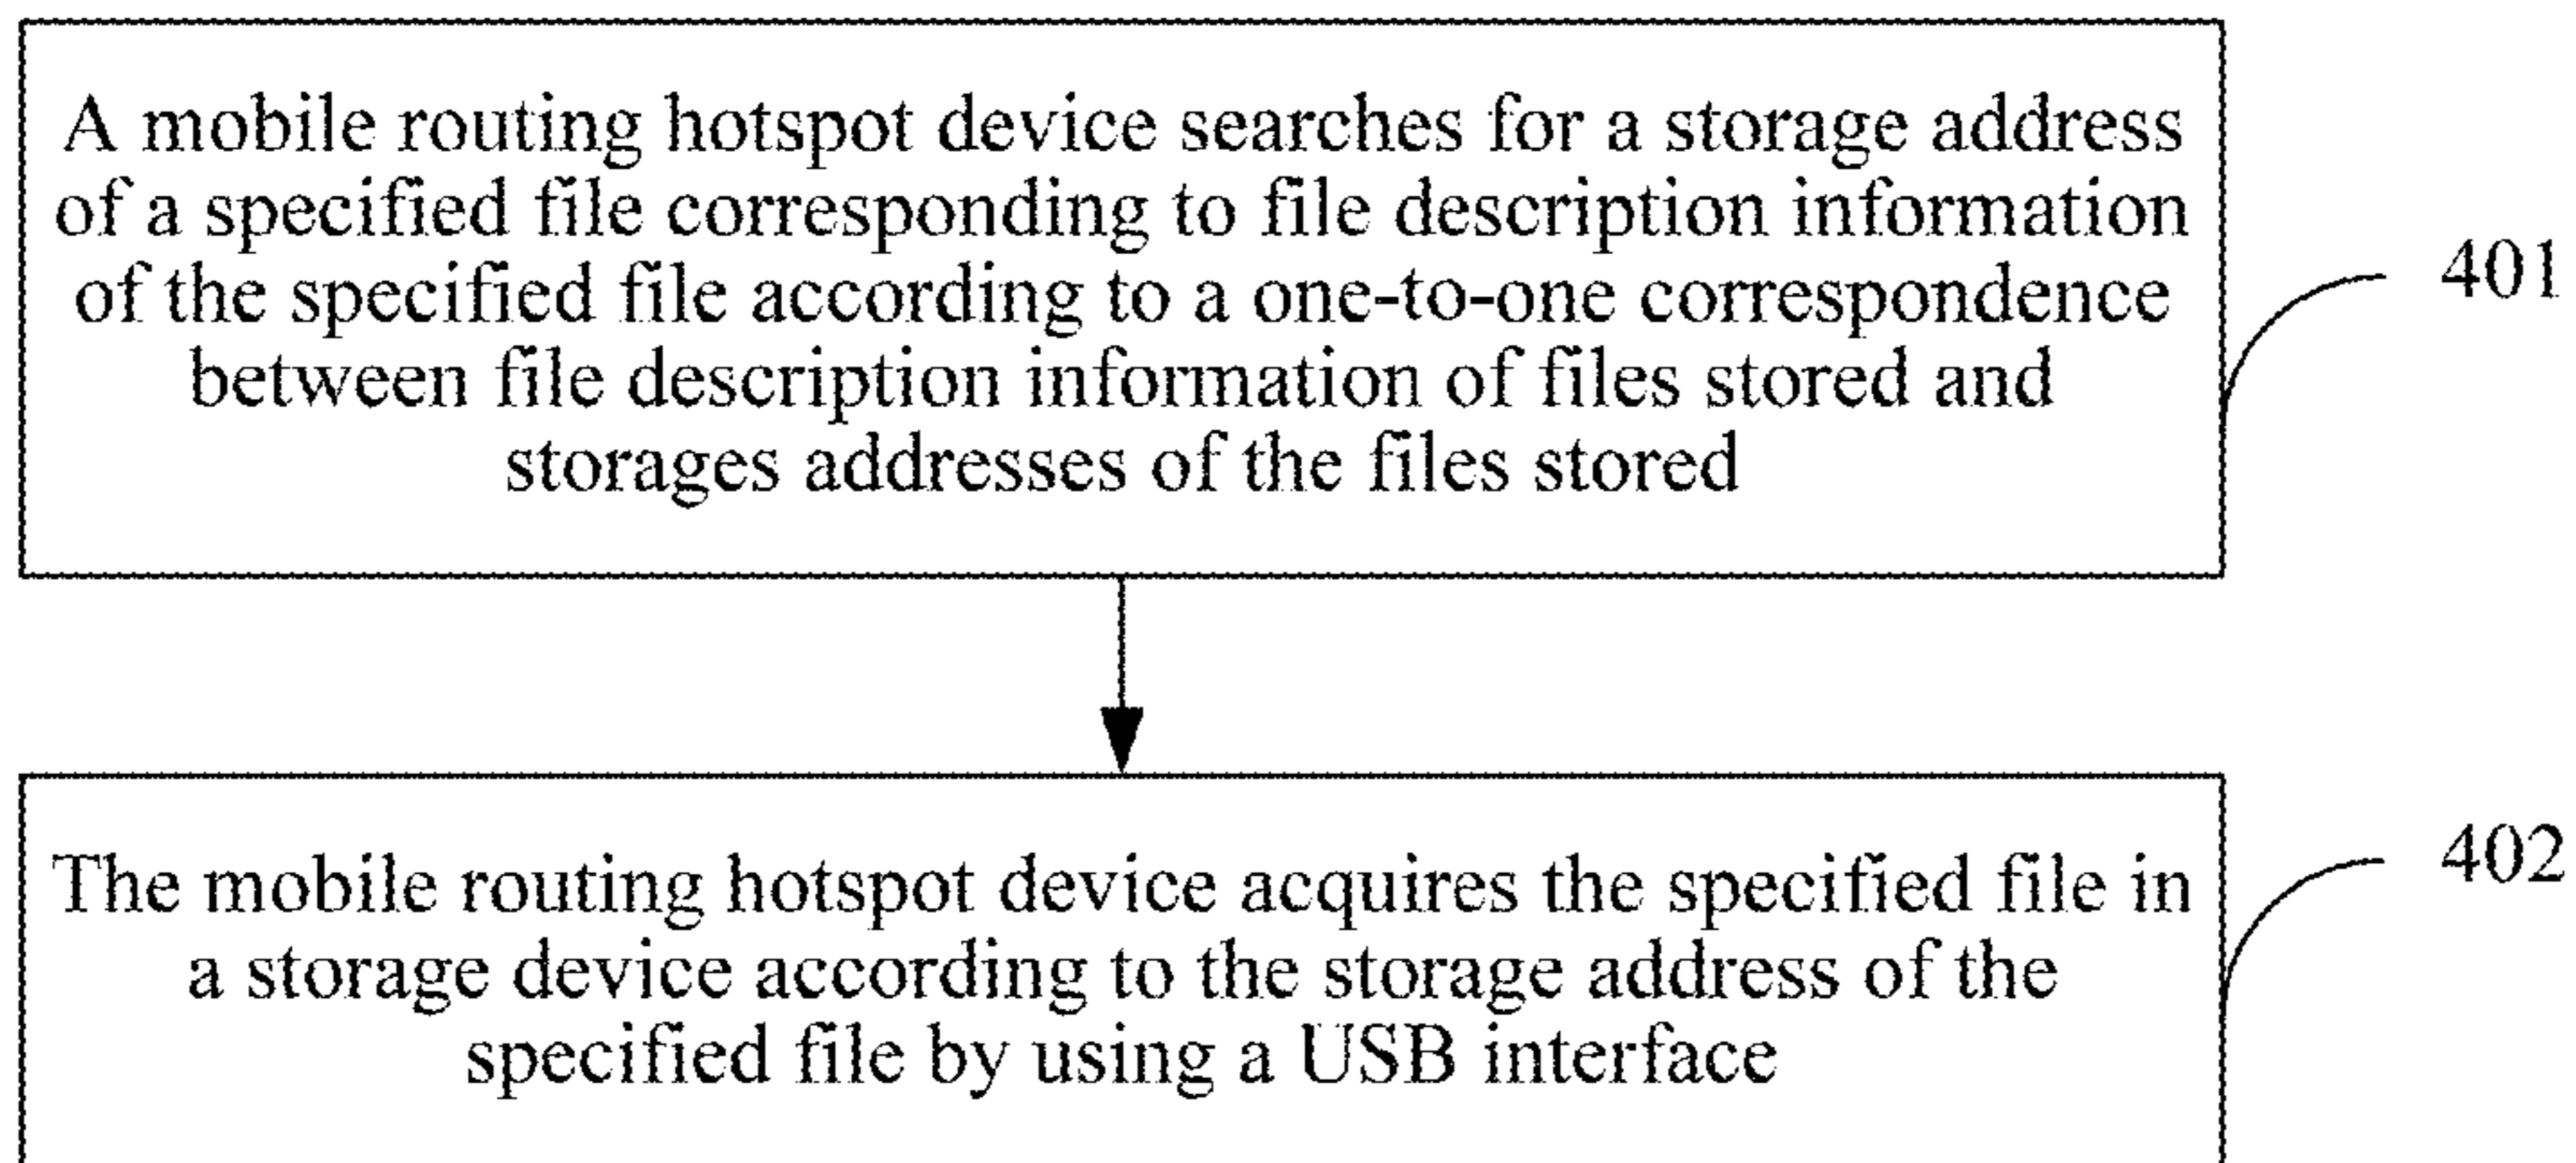 A mobile routing hotspot device searches for a storage address
of a specified file corresponding to file description information
of the specified file according to a one-to-one correspondence
between file description information of files stored and
storages addresses of the files stored
401
The mobile routing hotspot device acquires the specified file in
a storage device according to the storage address of the
specified file by using a USB interface
402